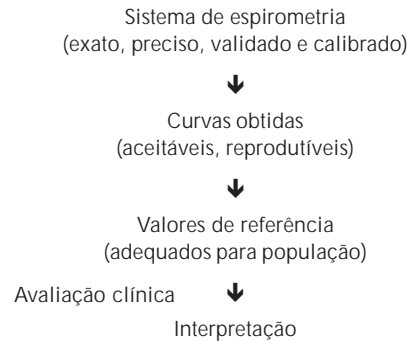 Sistema de espirometria
(exato, preciso, validado e calibrado)
Curvas obtidas
(aceitáveis, reprodutíveis)
Valores de referência
(adequados para população)
Avaliação clínica
Interpretação